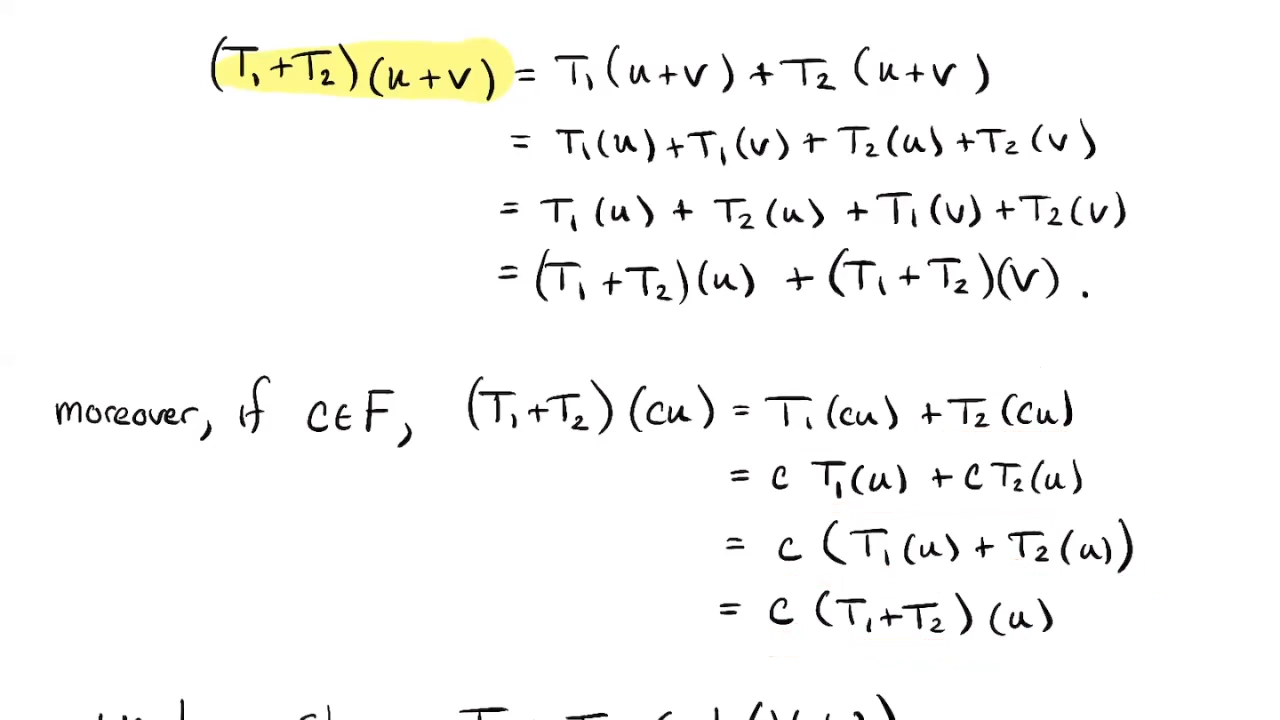 (T₁+T₂)(u+v) = T₁(u+v)+T₂(u+v)
= T₁(u)+T₁(v)+T₂(u)+T₂(v)
= T₁(u)+T₂(u)+T₁(v)+T₂(v)
= (T₁+T₂)(u) + (T₁+T₂)(v).
moreover, if c∈F, (T₁+T₂)(cu) = T₁(cu)+T₂(cu)
= c T₁(u)+c T₂(u)
= c (T₁(u)+T₂(u))
= c (T₁+T₂)(u)